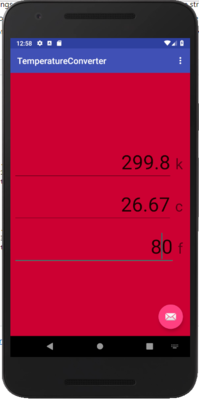 12:58
TemperatureConverter
299.8 k
26.67 c
80 f